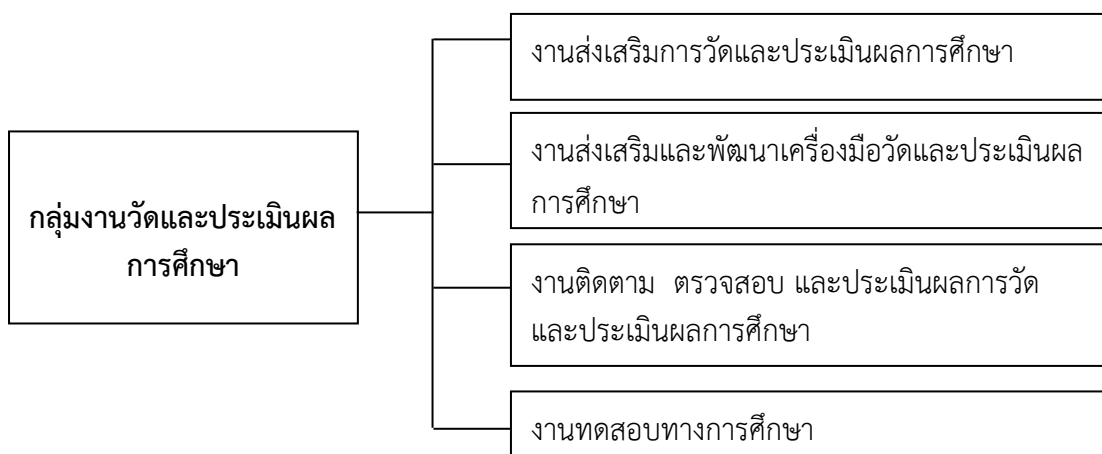 งานส่งเสริมการวัดและประเมินผลการศึกษา
งานส่งเสริมและพัฒนาเครื่องมือวัดและประเมินผล
การศึกษา
กลุ่มงานวัดและประเมินผล
การศึกษา
งานติดตาม ตรวจสอบ และประเมินผลการวัด
และประเมินผลการศึกษา
งานทดสอบทางการศึกษา